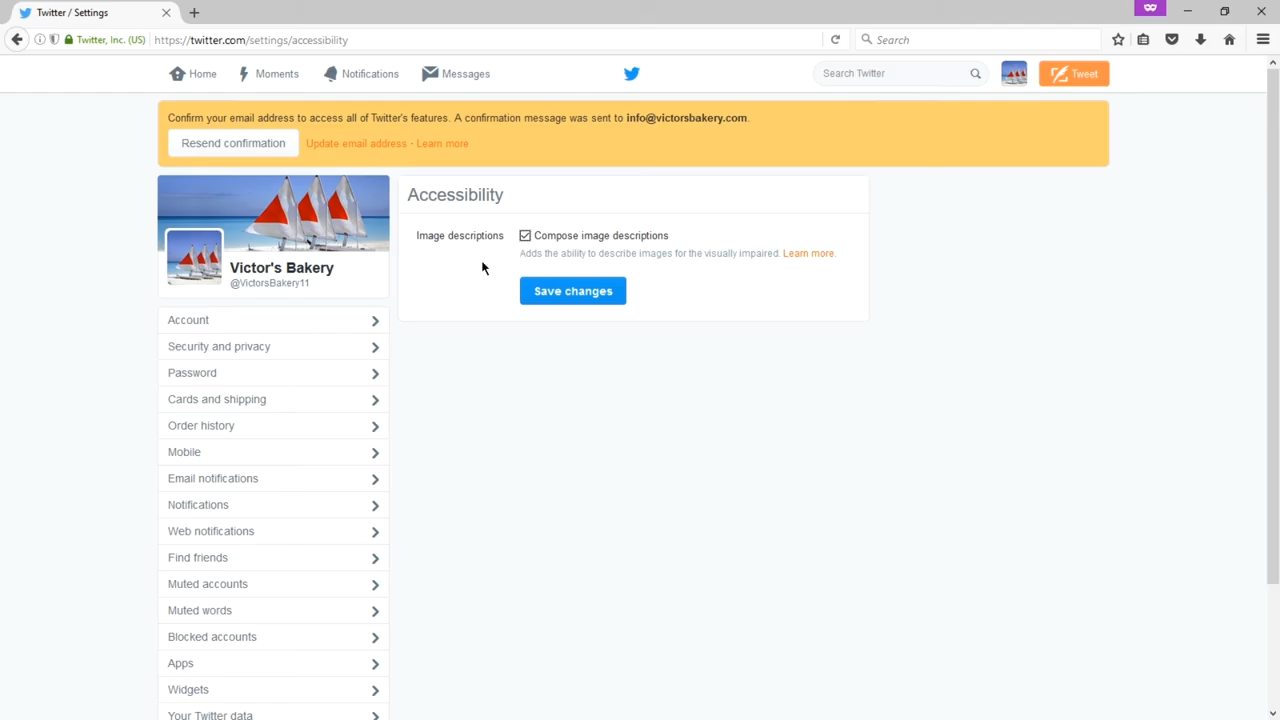 Twitter / Settings
Twitter, Inc. (US)
https://twitter.com/settings/accessibility
Search
Home
Moments
Notifications
Messages
Search Twitter
Tweet
Confirm your email address to access all of Twitter's features. A confirmation message was sent to info@victorsbakery.com.
Resend confirmation
Update email address · Learn more
Victor's Bakery
@VictorsBakery11
Account
Security and privacy
Password
Cards and shipping
Order history
Mobile
Email notifications
Notifications
Web notifications
Find friends
Muted accounts
Muted words
Blocked accounts
Apps
Widgets
Your Twitter data
Accessibility
Image descriptions
Compose image descriptions
Adds the ability to describe images for the visually impaired. Learn more.
Save changes